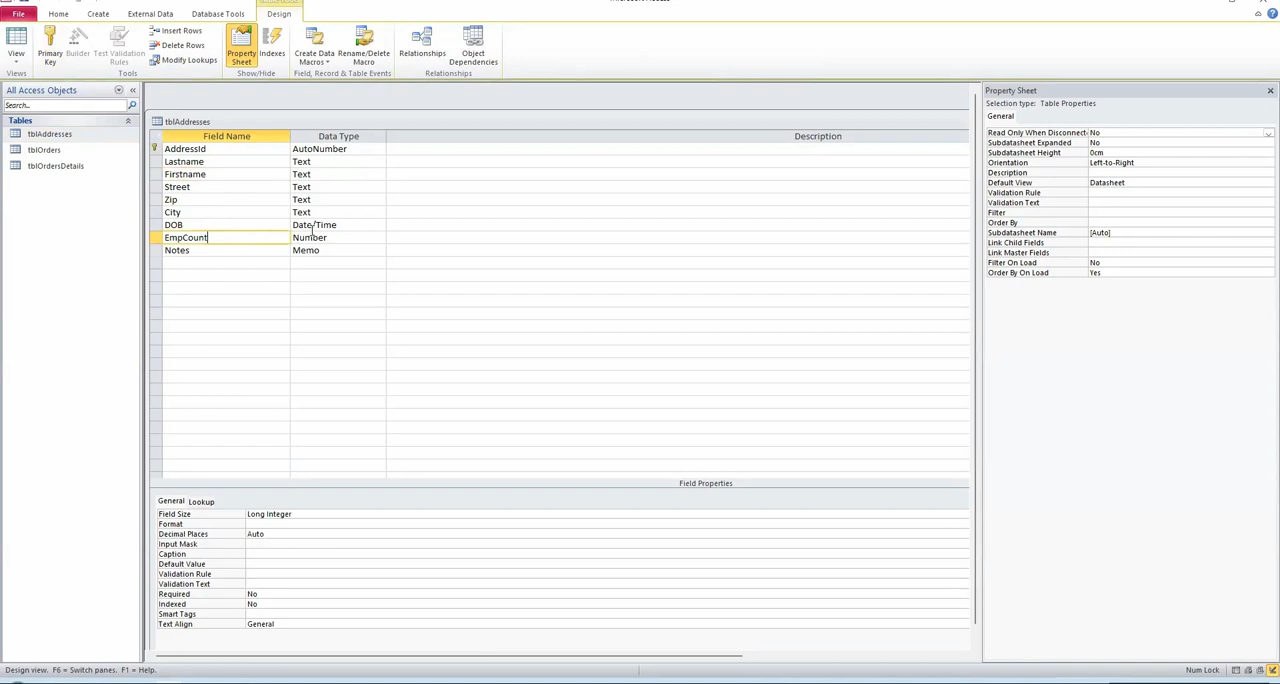 File Home Create External Data Database Tools Design
View
Views
Primary Key
Builder
Test Validation Rules
Insert Rows
Delete Rows
Modify Lookups
Tools
Property Sheet
Indexes
Show/Hide
Create Data Macros
Rename/Delete Macro
Field, Record & Table Events
Relationships
Object Dependencies
Relationships
All Access Objects
Search...
Tables
tblAddresses
tblOrders
tblOrdersDetails
tblAddresses
Field Name Data Type Description
AddressId AutoNumber
Lastname Text
Firstname Text
Street Text
Zip Text
City Text
DOB Date/Time
EmpCount Number
Notes Memo
Field Properties
General Lookup
Field Size Long Integer
Format
Decimal Places Auto
Input Mask
Caption
Default Value
Validation Rule
Validation Text
Required No
Indexed No
Smart Tags
Text Align General
Property Sheet
Selection type: Table Properties
General
Read Only When Disconnect No
Subdatasheet Expanded No
Subdatasheet Height 0cm
Orientation Left-to-Right
Description
Default View Datasheet
Validation Rule
Validation Text
Filter
Order By
Subdatasheet Name [Auto]
Link Child Fields
Link Master Fields
Filter On Load No
Order By On Load Yes
Design view. F6 = Switch panes. F1 = Help.
Num Lock